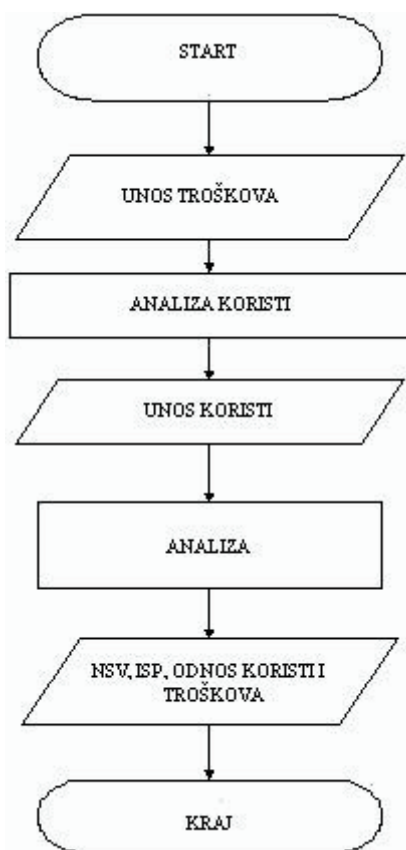 START
UNOS TROŠKOVA
ANALIZA KORISTI
UNOS KORISTI
ANALIZA
NSV, ISP, ODNOS KORISTI I
TROŠKOVA
KRAJ